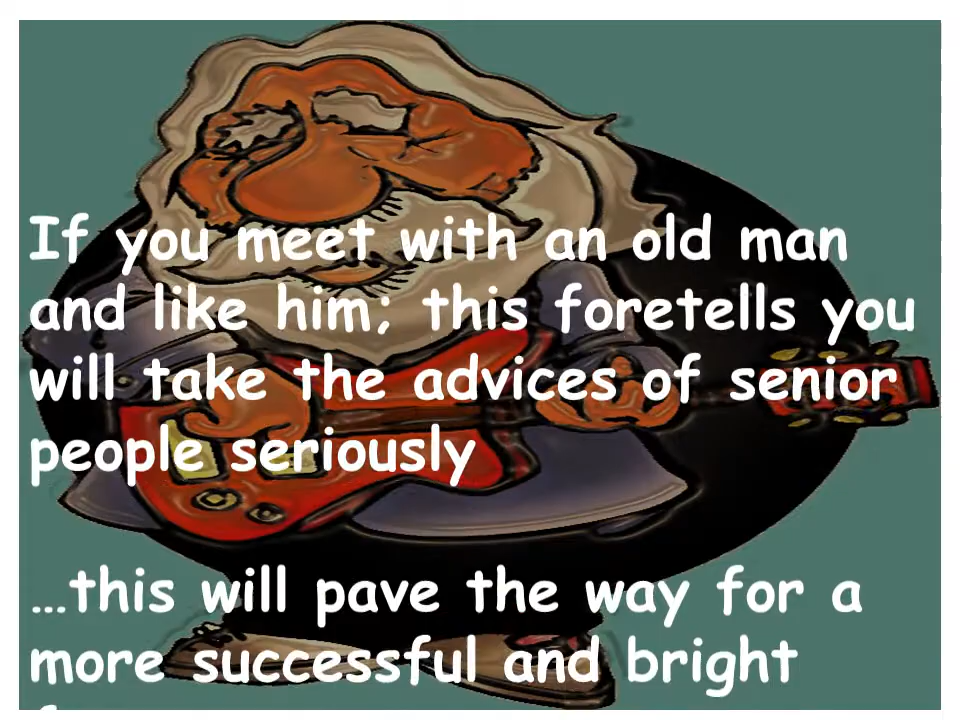 If you meet with an old man
and like him; this foretells you
will take the advices of senior
people seriously
…this will pave the way for a
more successful and bright